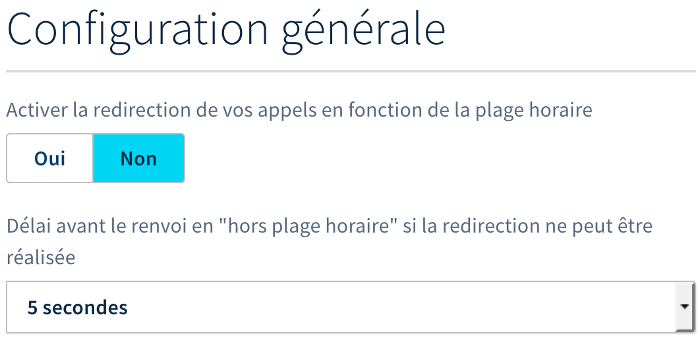 Configuration générale
Activer la redirection de vos appels en fonction de la plage horaire
Oui Non
Délai avant le renvoi en "hors plage horaire" si la redirection ne peut être
réalisée
5 secondes